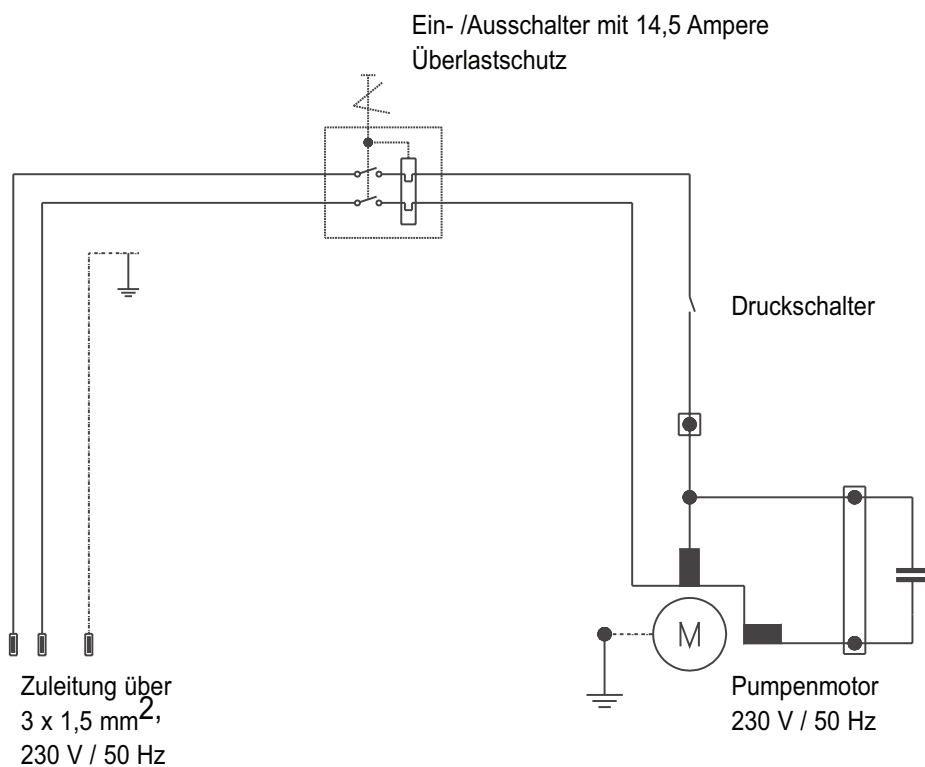 Ein- /Ausschalter mit 14,5 Ampere
Überlastschutz
Druckschalter
M
Zuleitung über
3 x 1,5 mm²,
230 V / 50 Hz
Pumpenmotor
230 V / 50 Hz